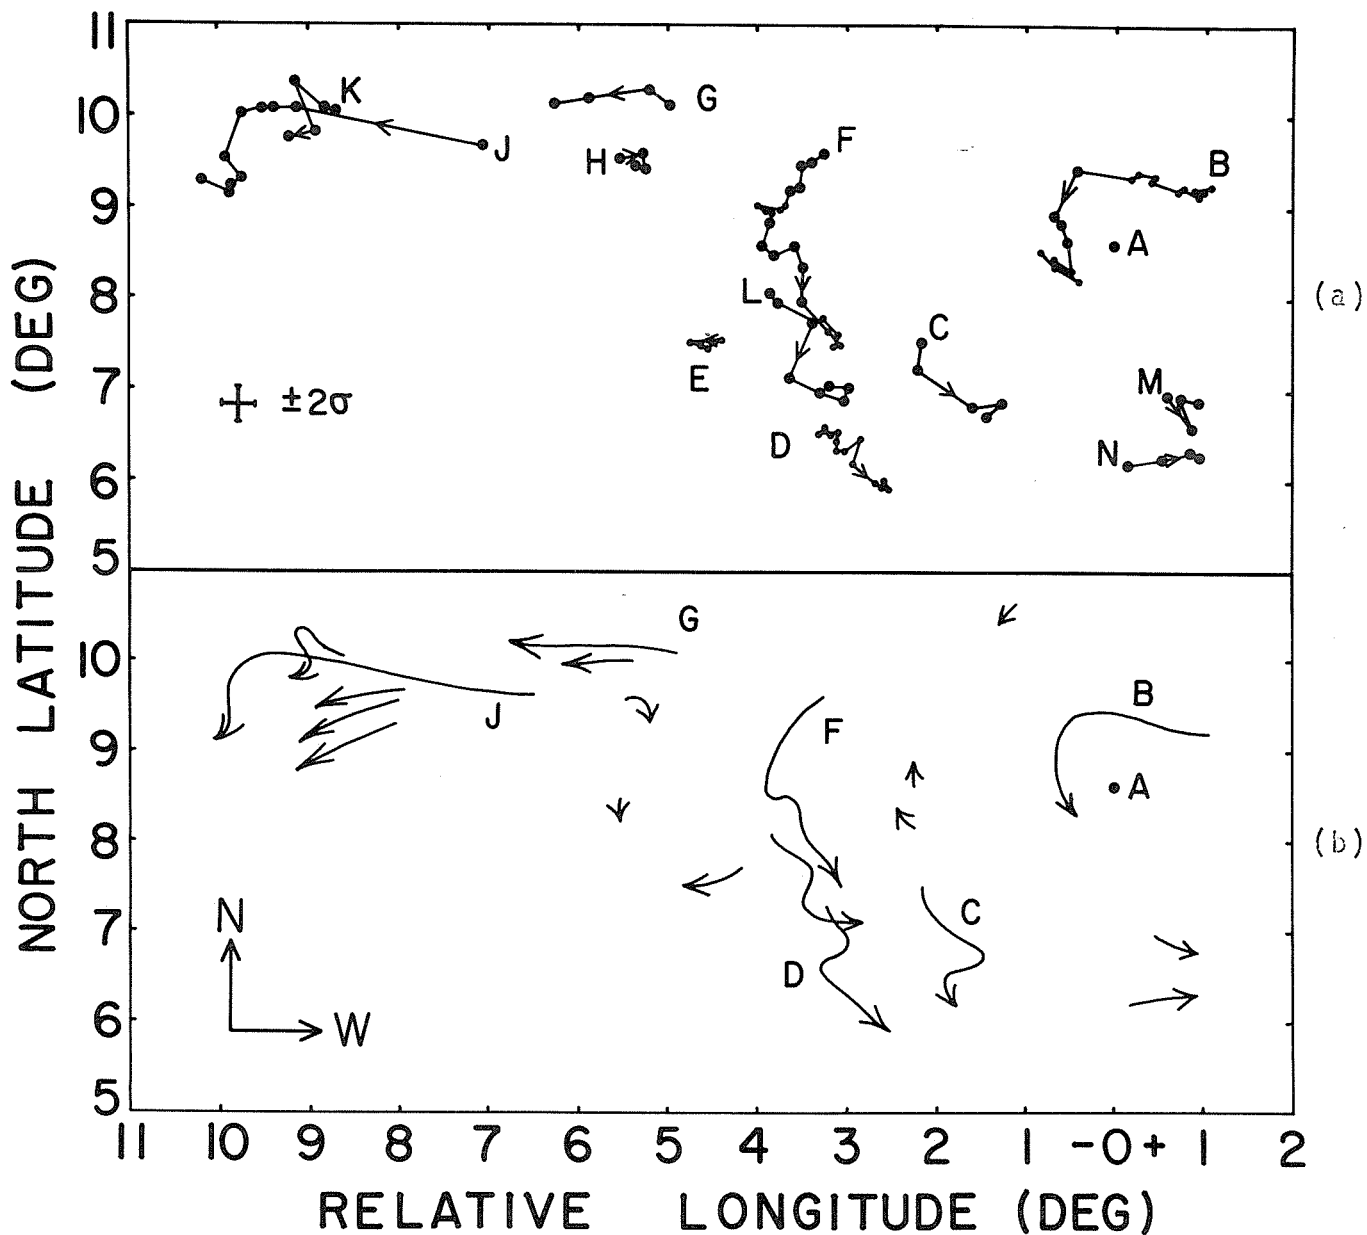 11
10
9
8
7
6
5
K
J
G
H
F
L
E
D
C
B
A
M
N
±2σ
(a)
10
9
8
7
6
5
G
J
F
B
A
C
D
N
W
(b)
11 10 9 8 7 6 5 4 3 2 1 -0+ 1 2
NORTH LATITUDE (DEG)
RELATIVE LONGITUDE (DEG)